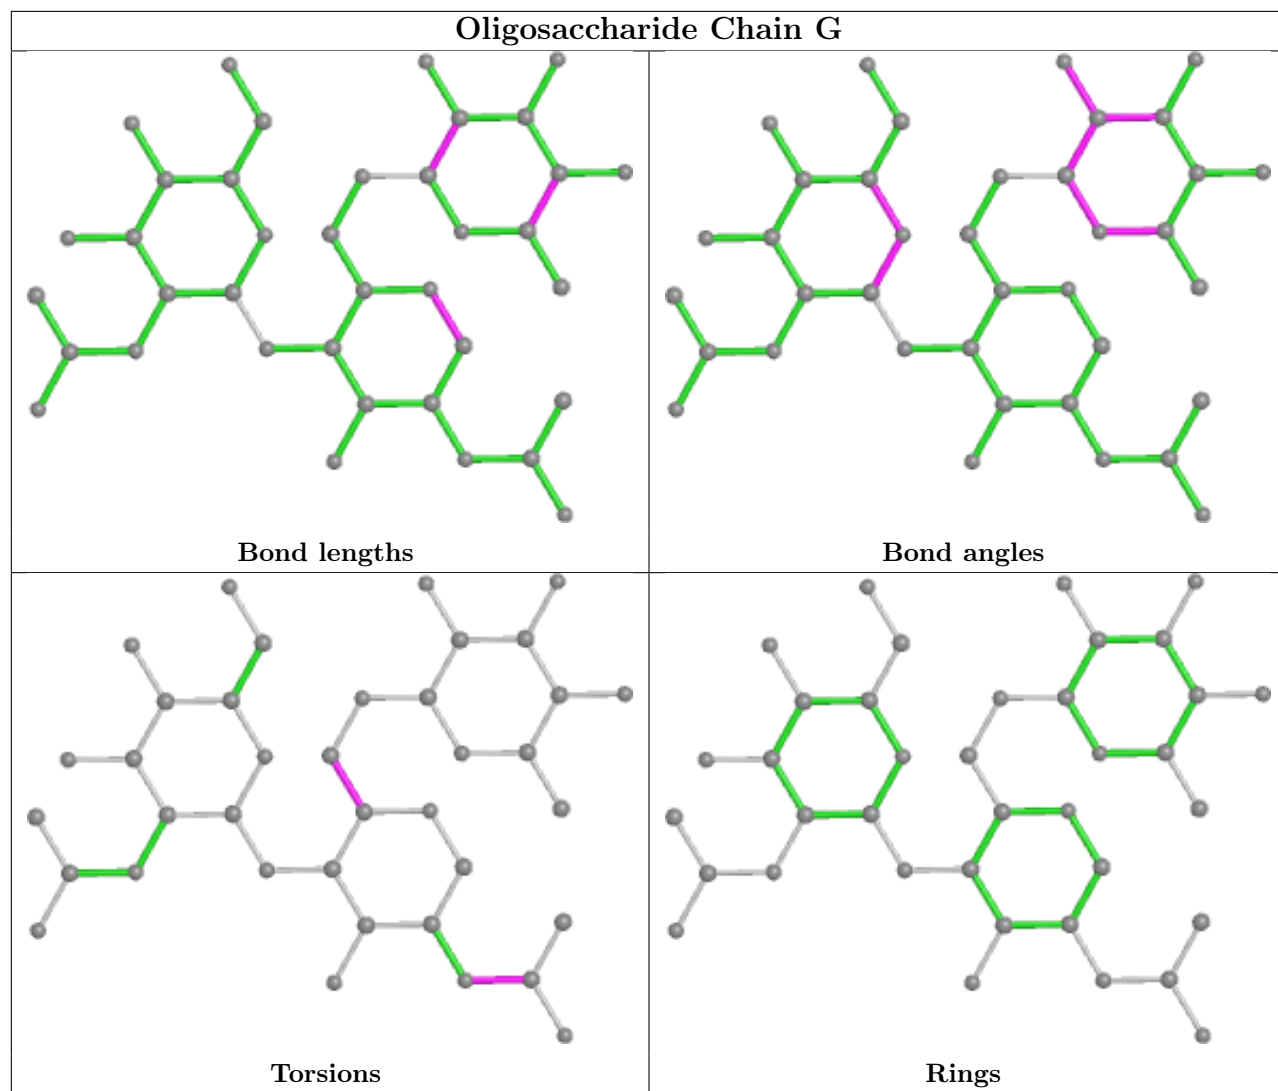 Oligosaccharide Chain G
Bond lengths
Bond angles
Torsions
Rings